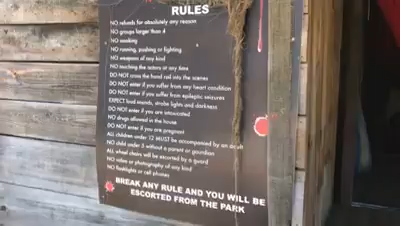 RULES
NO refunds for absolutely any reason
NO groups larger than 4
NO smoking
NO running, pushing or fighting
NO weapons of any kind
NO touching the actors at any time
DO NOT cross the hand rail into the scenes
DO NOT enter if you suffer from any heart condition
DO NOT enter if you suffer from epileptic seizures
EXPECT loud sounds, strobe lights and darkness
DO NOT enter if you are intoxicated
NO drugs allowed in the house
DO NOT enter if you are pregnant
ALL children under 12 MUST be accompanied by an adult
NO child under 5 without a parent or guardian
ALL wheel chairs will be escorted by a guard
NO video or photography of any kind
NO flashlights or cell phones
BREAK ANY RULE AND YOU WILL BE
ESCORTED FROM THE PARK